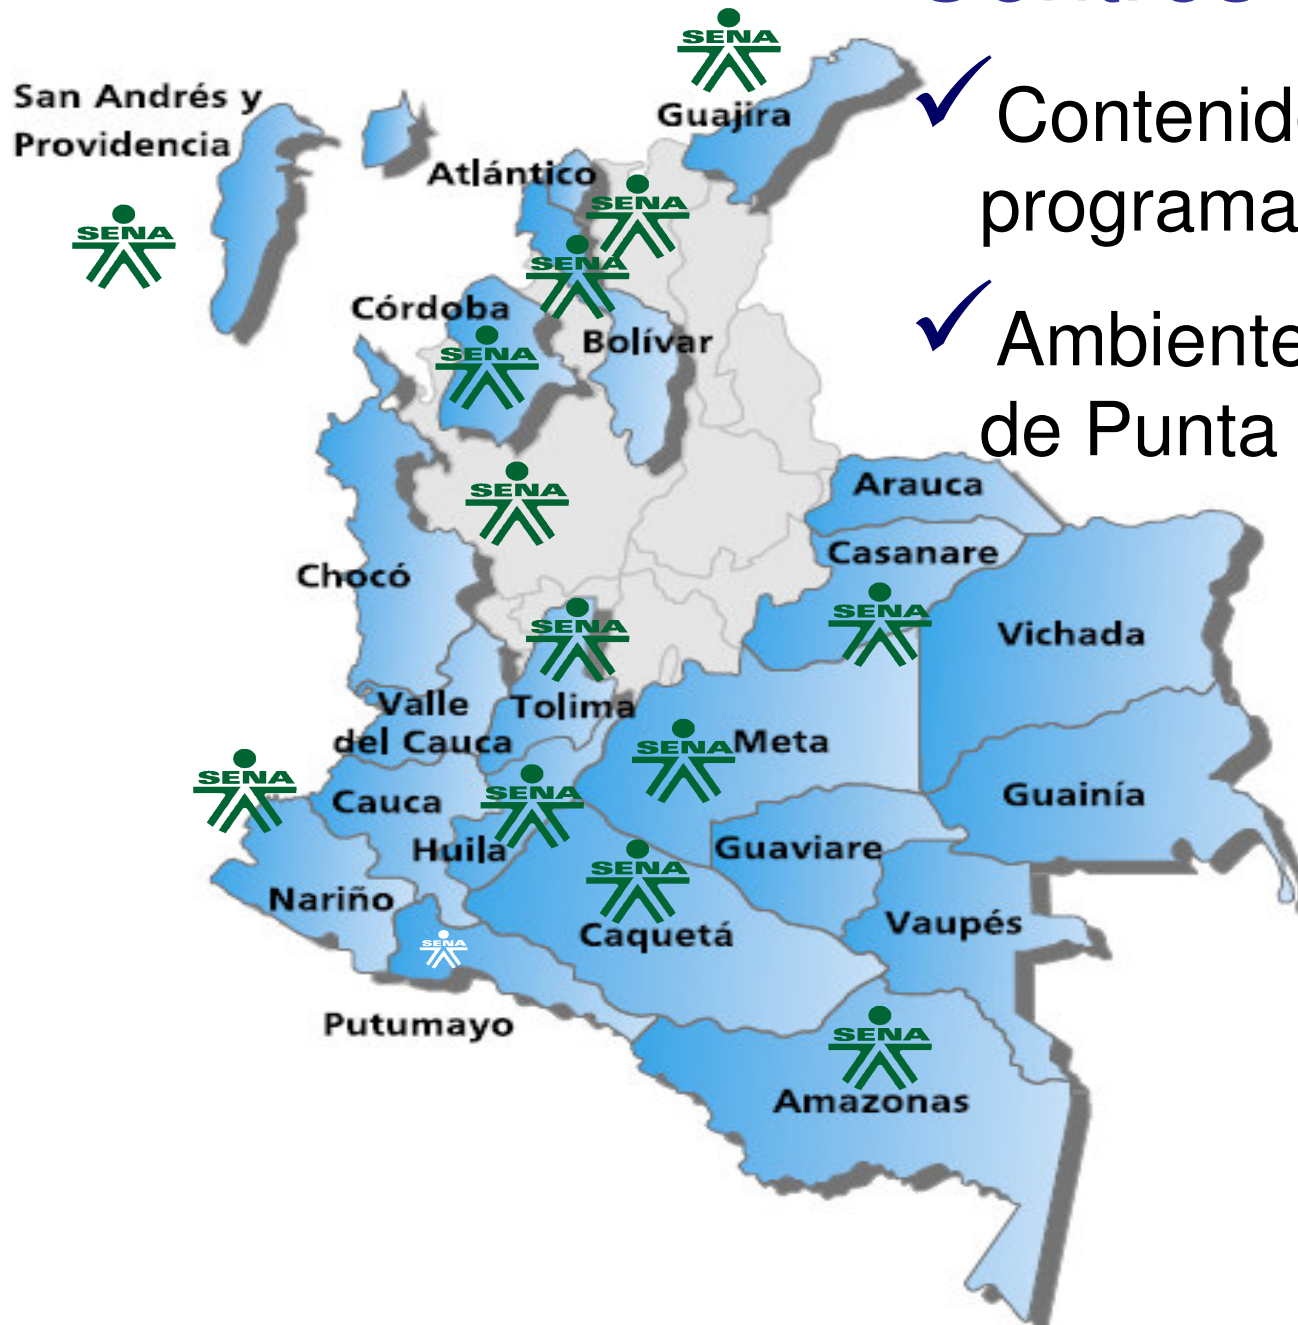 SENA
San Andrés y
Providencia
Guajira
Contenid
programa
Atlántico
SENA
SENA
SENA
Córdoba
Bolívar
Ambiente
de Punta
SENA
SENA
Arauca
Casanare
Chocó
SENA
SENA
Vichada
Valle
del Cauca
Tolima
SENA
Meta
SENA
SENA
Cauca
Guainía
Huila
Guaviare
SENA
Nariño
Vaupés
Caquetá
SENA
Putumayo
SENA
Amazonas